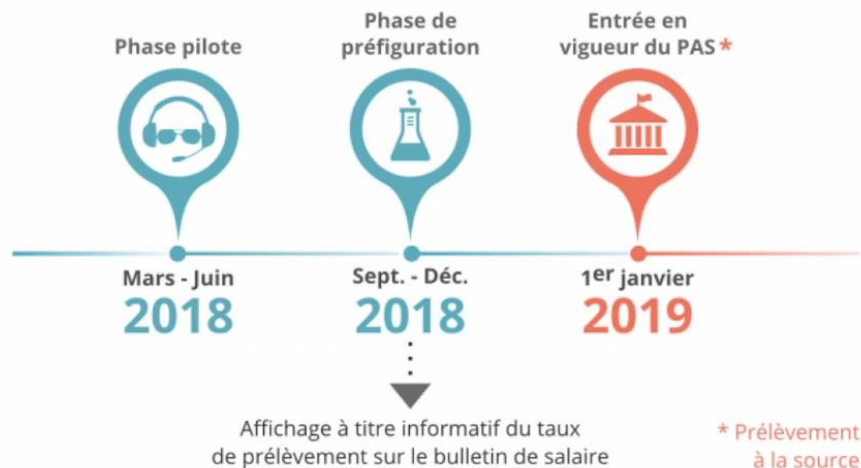 Phase pilote
Phase de
préfiguration
Entrée en
vigueur du PAS *
Mars - Juin
2018
Sept. - Déc.
2018
1er janvier
2019
Affichage à titre informatif du taux
de prélèvement sur le bulletin de salaire
* Prélèvement
à la source